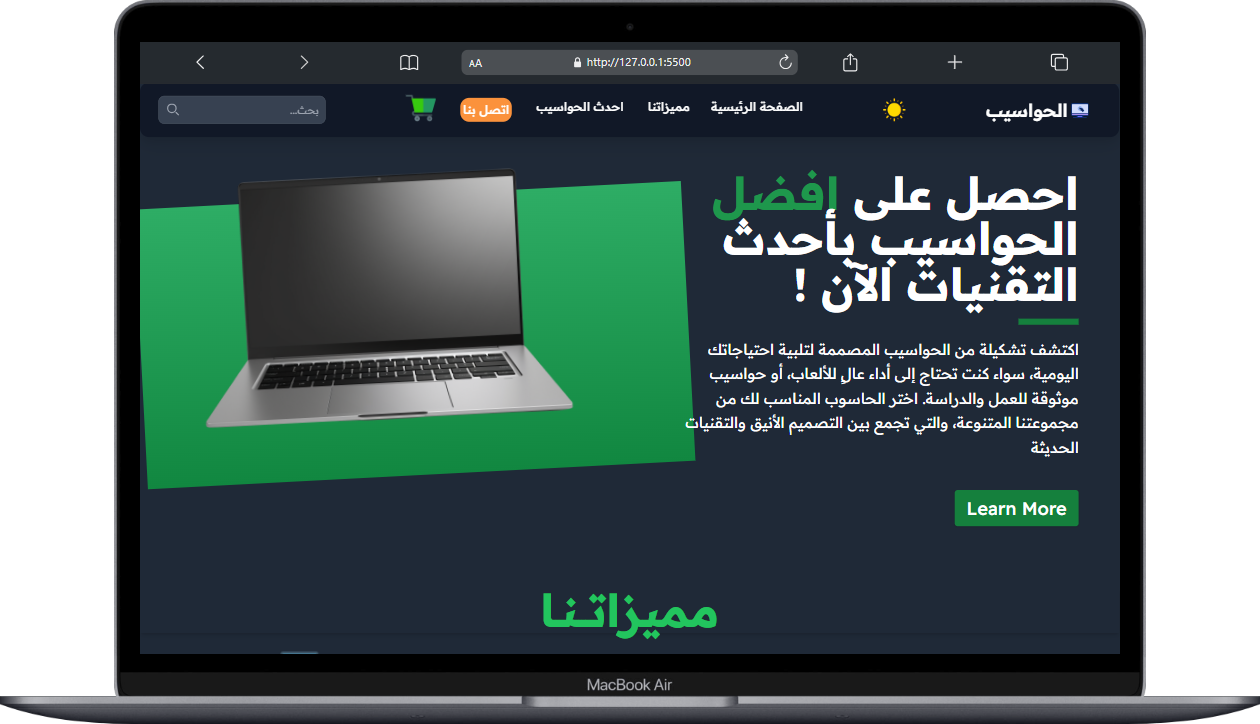 AA
http://127.0.0.1:5500
الحواسيب
الصفحة الرئيسية
مميزاتنا
احدث الحواسيب
اتصل بنا
بحث...
احصل على افضل
الحواسيب بأحدث
التقنيات الآن !
اكتشف تشكيلة من الحواسيب المصممة لتلبية احتياجاتك
اليومية، سواء كنت تحتاج إلى أداء عالٍ للألعاب، أو حواسيب
موثوقة للعمل والدراسة. اختر الحاسوب المناسب لك من
مجموعتنا المتنوعة، والتي تجمع بين التصميم الأنيق والتقنيات
الحديثة
Learn More
مميزاتنا
MacBook Air